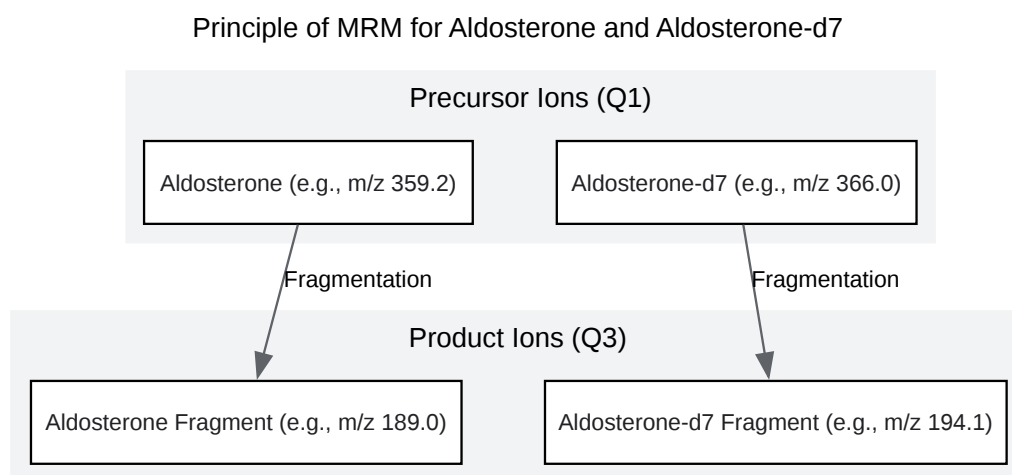 Principle of MRM for Aldosterone and Aldosterone-d7
Precursor Ions (Q1)
Aldosterone (e.g., m/z 359.2)
Aldosterone-d7 (e.g., m/z 366.0)
Fragmentation
Fragmentation
Product Ions (Q3)
Aldosterone Fragment (e.g., m/z 189.0)
Aldosterone-d7 Fragment (e.g., m/z 194.1)